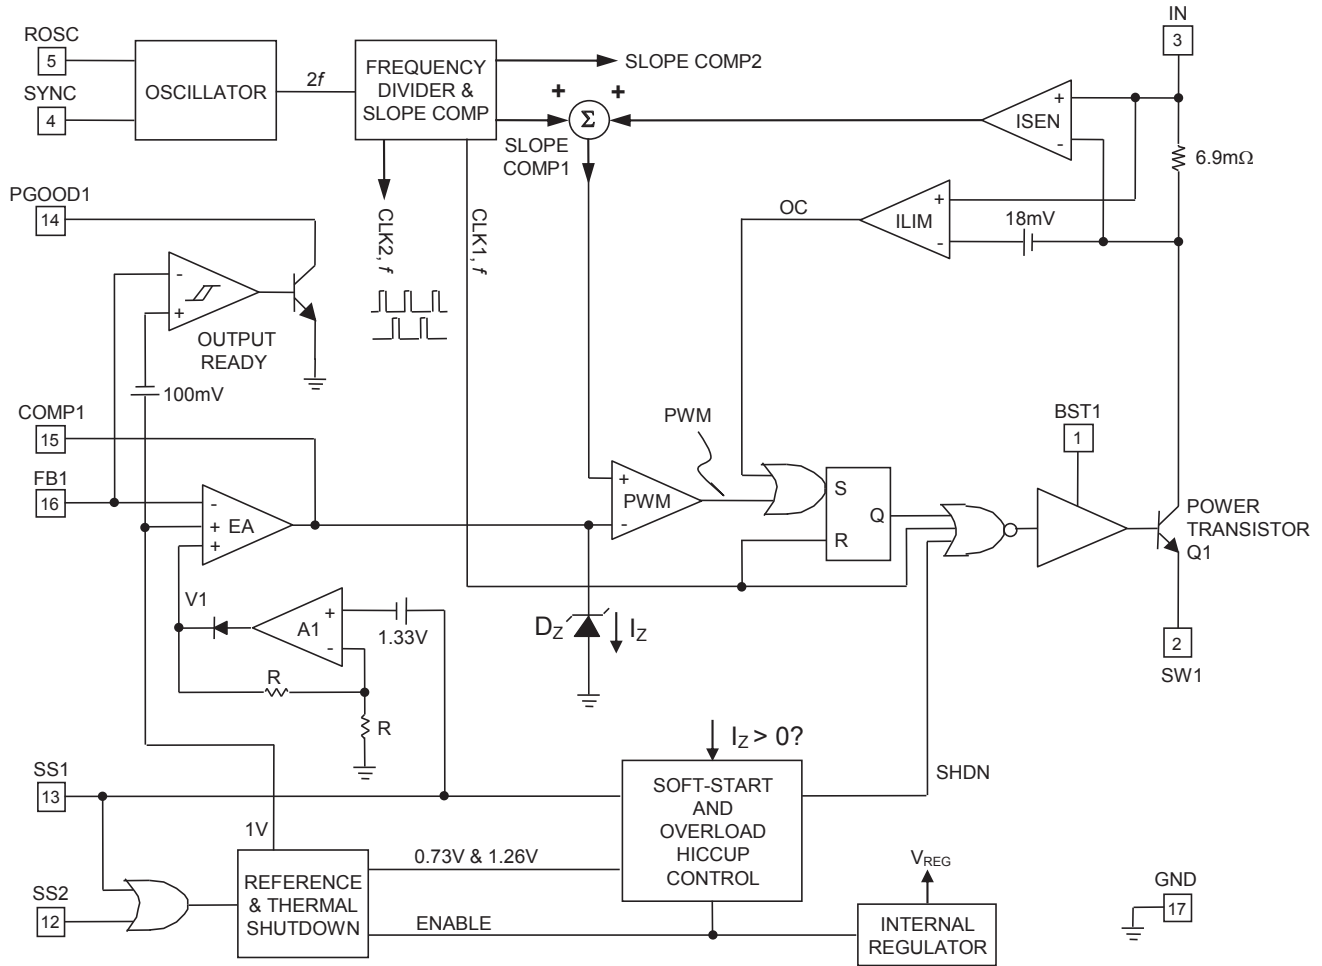 ROSC
5
SYNC
4
OSCILLATOR
2f
FREQUENCY
DIVIDER &
SLOPE COMP
SLOPE COMP2
+
+
Σ
SLOPE
COMP1
ISEN
+
-
IN
3
6.9mΩ
ILIM
+
-
18mV
OC
CLK2, f
CLK1, f
PGOOD1
14
-
+
OUTPUT
READY
100mV
COMP1
15
FB1
16
-
+
+
EA
V1
A1
+
-
1.33V
R
R
PWM
+
-
PWM
S
R
Q
BST1
1
POWER
TRANSISTOR
Q1
2
SW1
DZ
IZ
IZ > 0?
SOFT-START
AND
OVERLOAD
HICCUP
CONTROL
SHDN
SS1
13
1V
0.73V & 1.26V
SS2
12
REFERENCE
& THERMAL
SHUTDOWN
ENABLE
VREG
INTERNAL
REGULATOR
GND
17